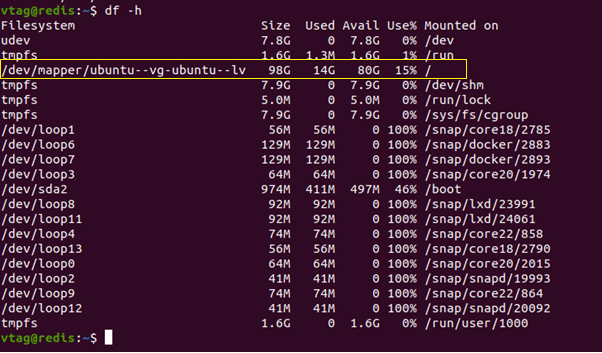 vtag@redis:~$ df -h
Filesystem Size Used Avail Use% Mounted on
udev 7.8G 0 7.8G 0% /dev
tmpfs 1.6G 1.3M 1.6G 1% /run
/dev/mapper/ubuntu--vg-ubuntu--lv 98G 14G 80G 15% /
tmpfs 7.9G 0 7.9G 0% /dev/shm
tmpfs 5.0M 0 5.0M 0% /run/lock
tmpfs 7.9G 0 7.9G 0% /sys/fs/cgroup
/dev/loop1 56M 56M 0 100% /snap/core18/2785
/dev/loop6 129M 129M 0 100% /snap/docker/2883
/dev/loop7 129M 129M 0 100% /snap/docker/2893
/dev/loop3 64M 64M 0 100% /snap/core20/1974
/dev/sda2 974M 411M 497M 46% /boot
/dev/loop8 92M 92M 0 100% /snap/lxd/23991
/dev/loop11 92M 92M 0 100% /snap/lxd/24061
/dev/loop4 74M 74M 0 100% /snap/core22/858
/dev/loop13 56M 56M 0 100% /snap/core18/2790
/dev/loop0 64M 64M 0 100% /snap/core20/2015
/dev/loop2 41M 41M 0 100% /snap/snapd/19993
/dev/loop9 74M 74M 0 100% /snap/core22/864
/dev/loop12 41M 41M 0 100% /snap/snapd/20092
tmpfs 1.6G 0 1.6G 0% /run/user/1000
vtag@redis:~$